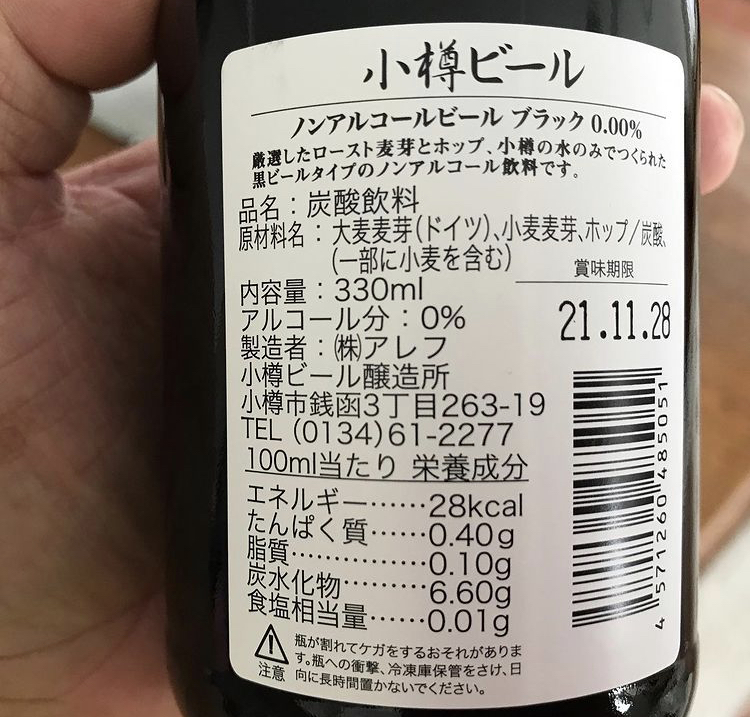 小樽ビール
ノンアルコールビール ブラック 0.00%
厳選したロースト麦芽とホップ、小樽の水のみでつくられた
黒ビールタイプのノンアルコール飲料です。
品名：炭酸飲料
原材料名：大麦麦芽（ドイツ）、小麦麦芽、ホップ／炭酸、
（一部に小麦を含む）
賞味期限
21.11.28
内容量：330ml
アルコール分：0%
製造者：㈱アレフ
小樽ビール醸造所
小樽市銭函3丁目263-19
TEL（0134）61-2277
100ml当たり 栄養成分
エネルギー……28kcal
たんぱく質……0.40g
脂質……………0.10g
炭水化物………6.60g
食塩相当量……0.01g
注意
瓶が割れてケガをするおそれがありま
す。瓶への衝撃、冷凍庫保管をさけ、日
向に長時間置かないでください。
4 571260 485051